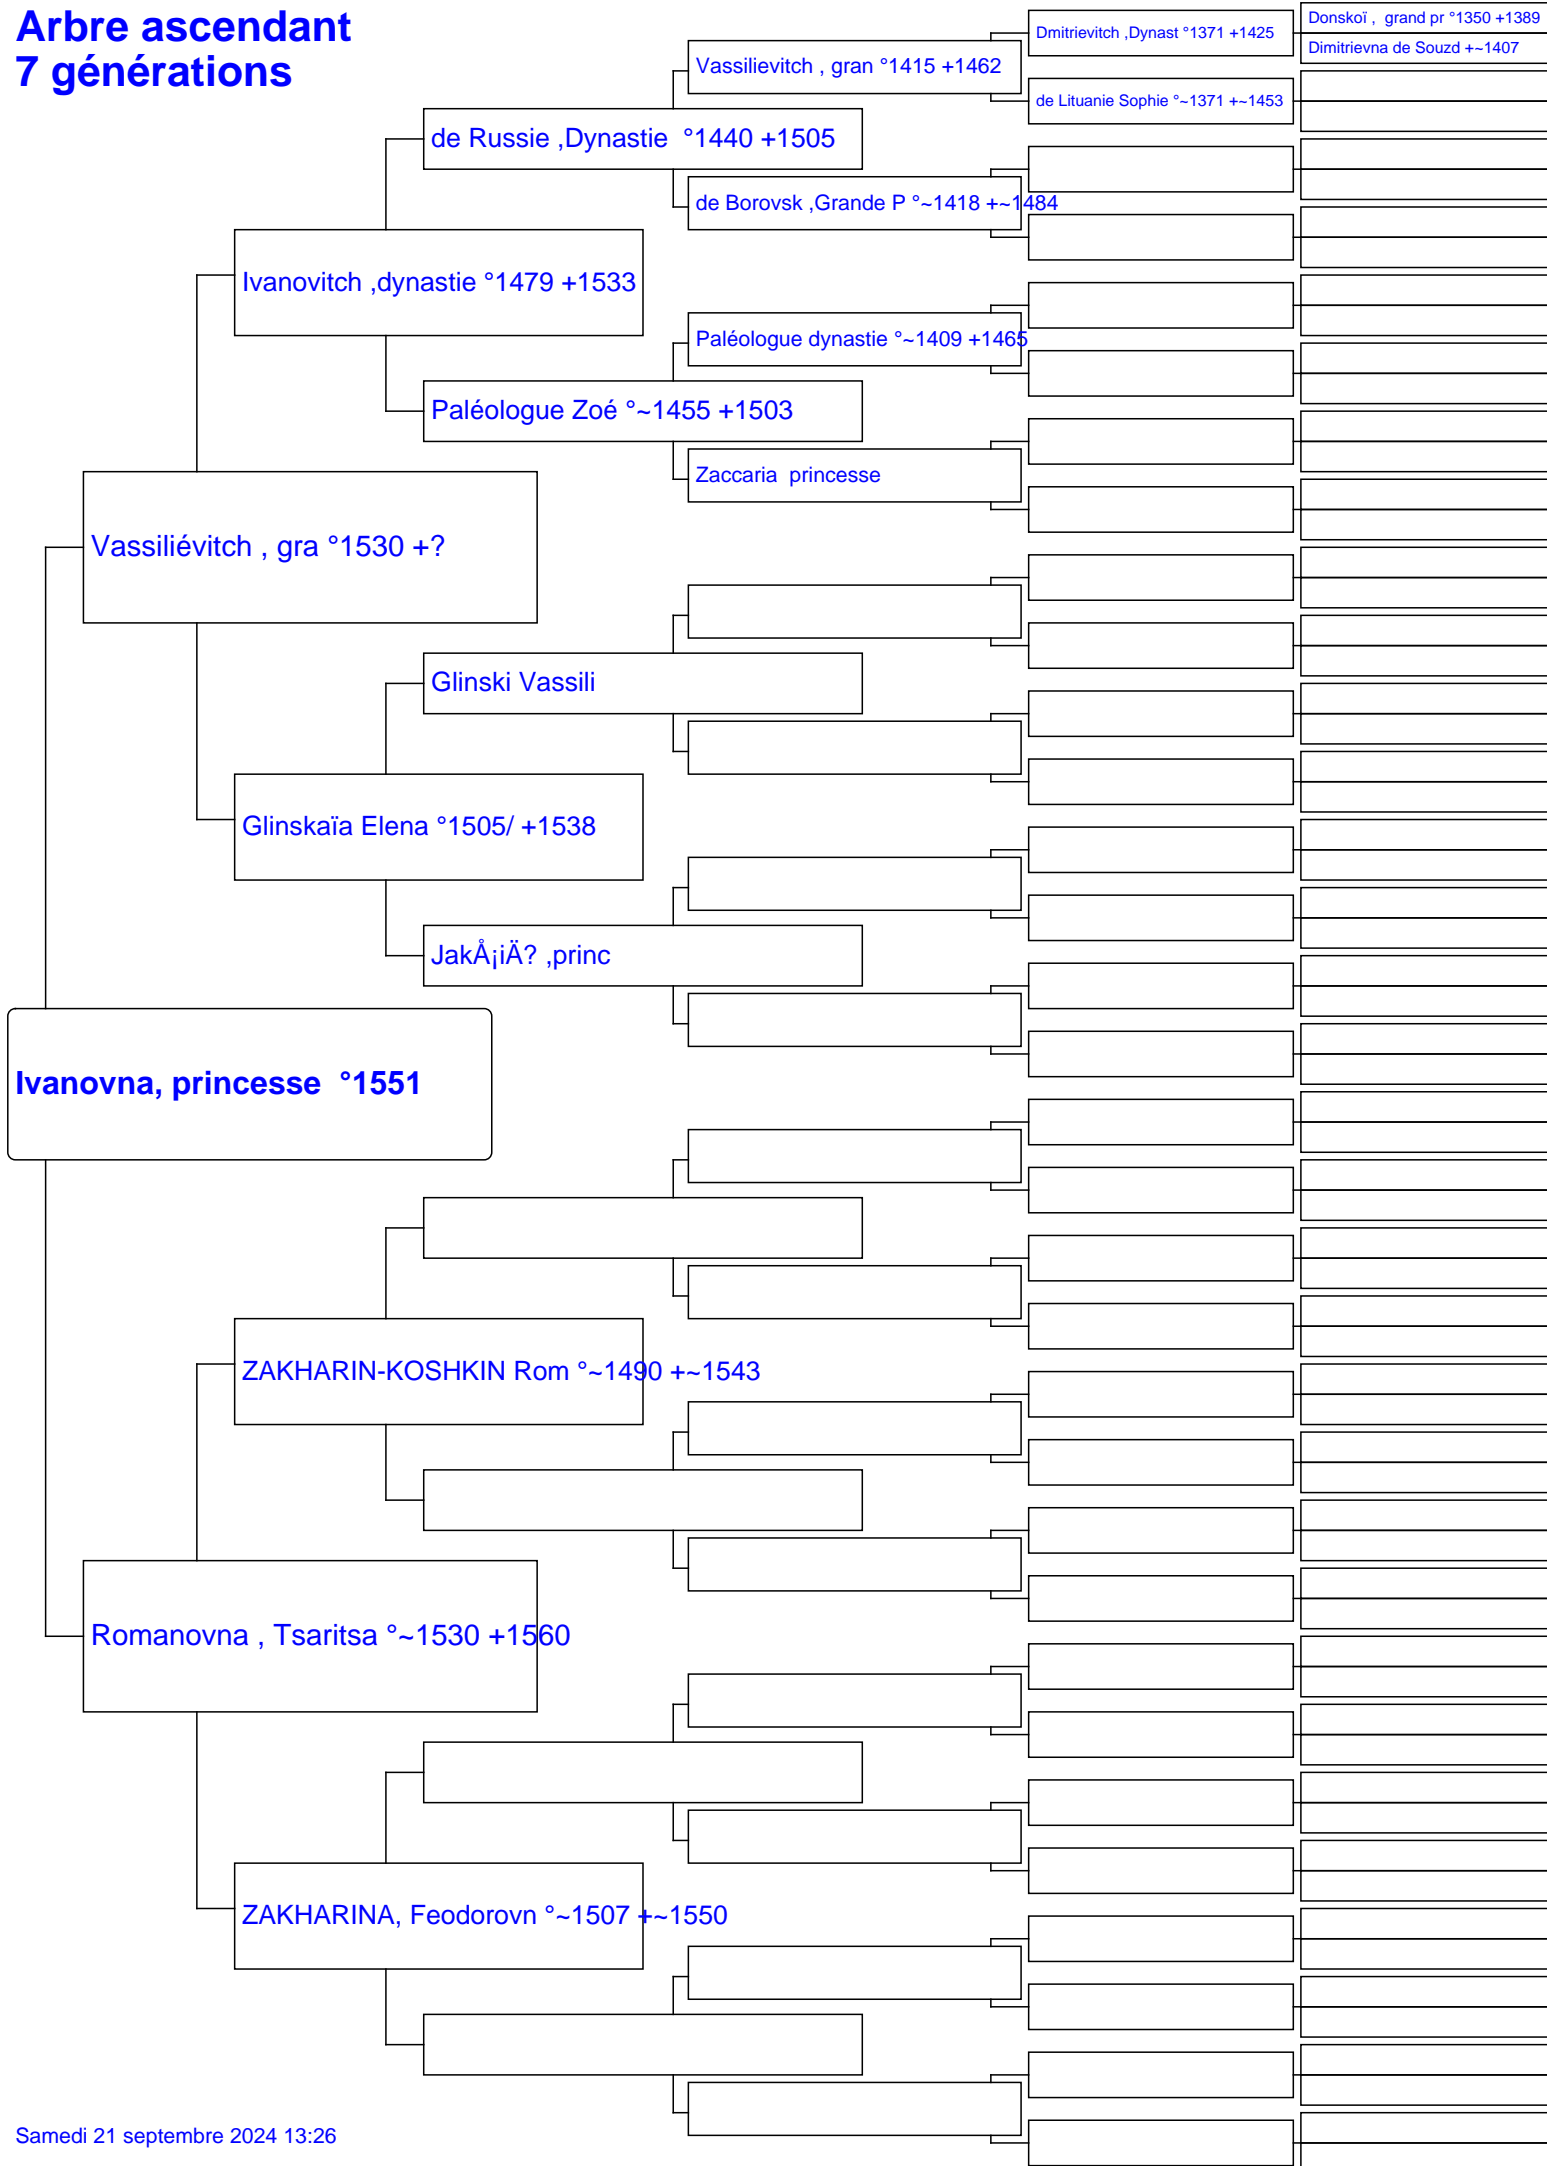 Arbre ascendant
7 générations
Donskoï ,  grand pr °1350 +1389
Dmitrievitch ,Dynast °1371 +1425
Dimitrievna de Souzd +~1407
Vassilievitch , gran °1415 +1462
de Lituanie Sophie °~1371 +~1453
de Russie ,Dynastie  °1440 +1505
de Borovsk ,Grande P °~1418 +~1484
Ivanovitch ,dynastie °1479 +1533
Paléologue dynastie °~1409 +1465
Paléologue Zoé °~1455 +1503
Zaccaria  princesse
Vassiliévitch , gra °1530 +?
Glinski Vassili
Glinskaïa Elena °1505/ +1538
JakÅ¡iÄ? ,princ
Ivanovna, princesse  °1551
ZAKHARIN-KOSHKIN Rom °~1490 +~1543
Romanovna , Tsaritsa °~1530 +1560
ZAKHARINA, Feodorovn °~1507 +~1550
Samedi 21 septembre 2024 13:26